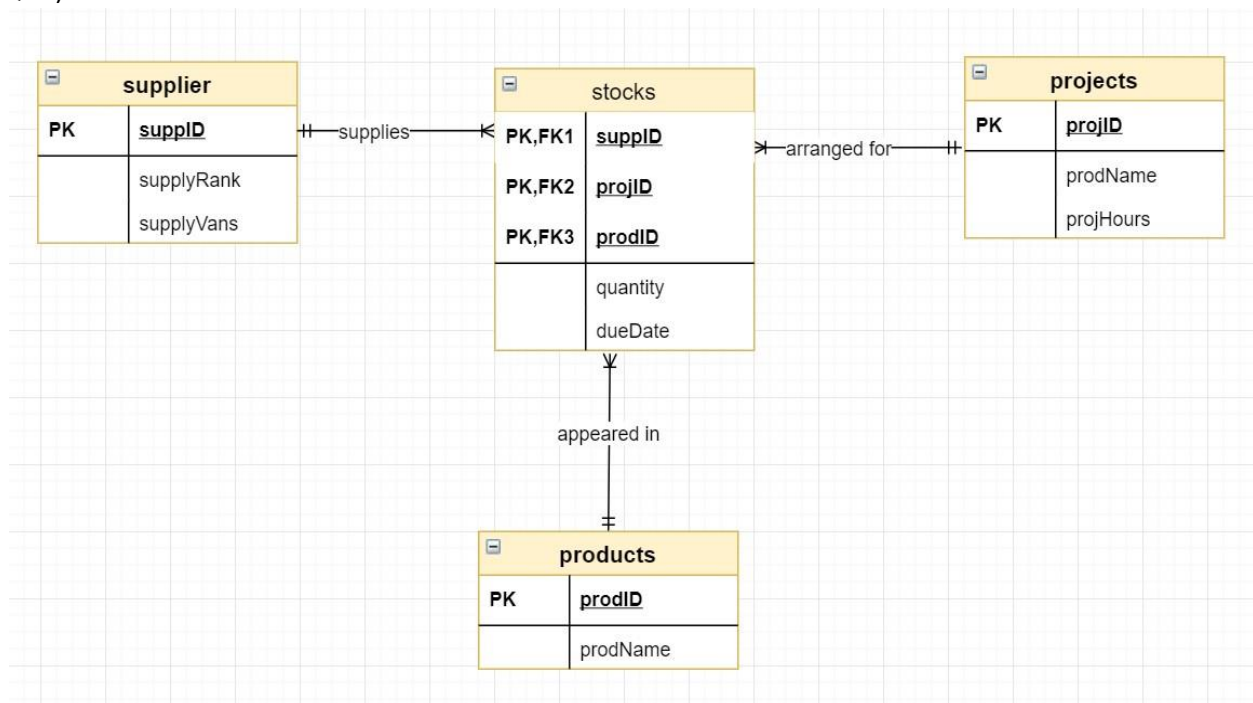 supplier
PK suppID
supplyRank
supplyVans
supplies
stocks
PK,FK1 suppID
PK,FK2 projID
PK,FK3 prodID
quantity
dueDate
arranged for
projects
PK projID
prodName
projHours
appeared in
products
PK prodID
prodName